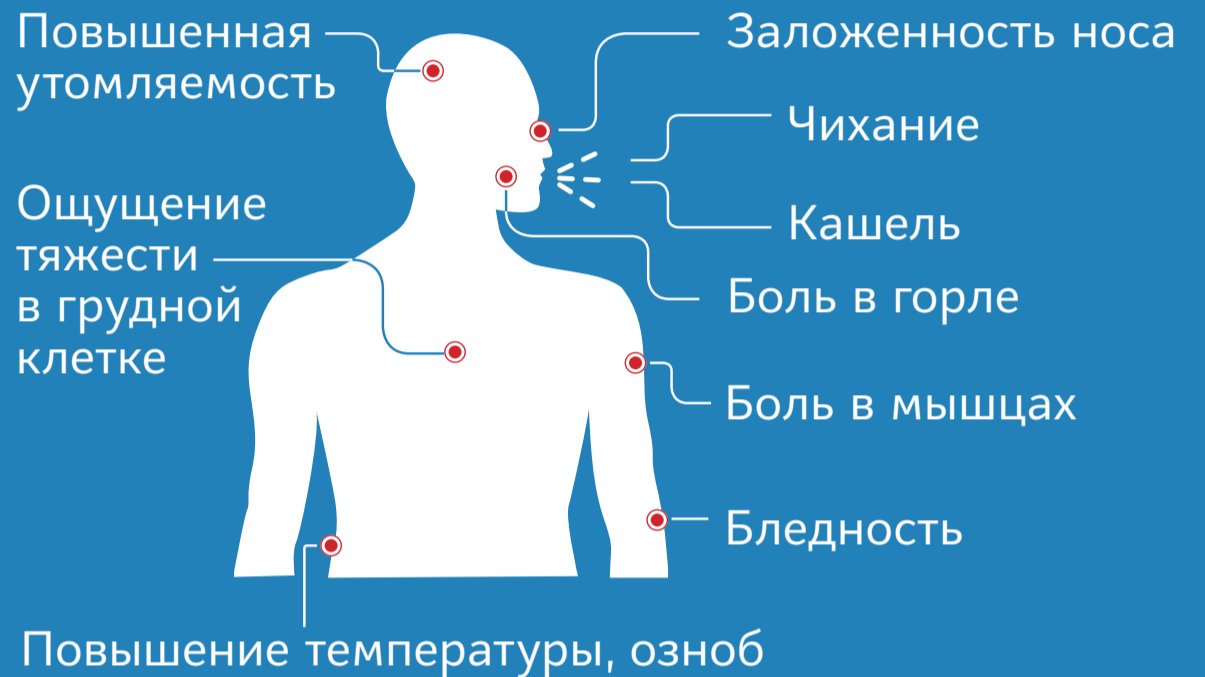 Повышенная
утомляемость
Ощущение
тяжести
в грудной
клетке
Заложенность носа
Чихание
Кашель
Боль в горле
Боль в мышцах
Бледность
Повышение температуры, озноб